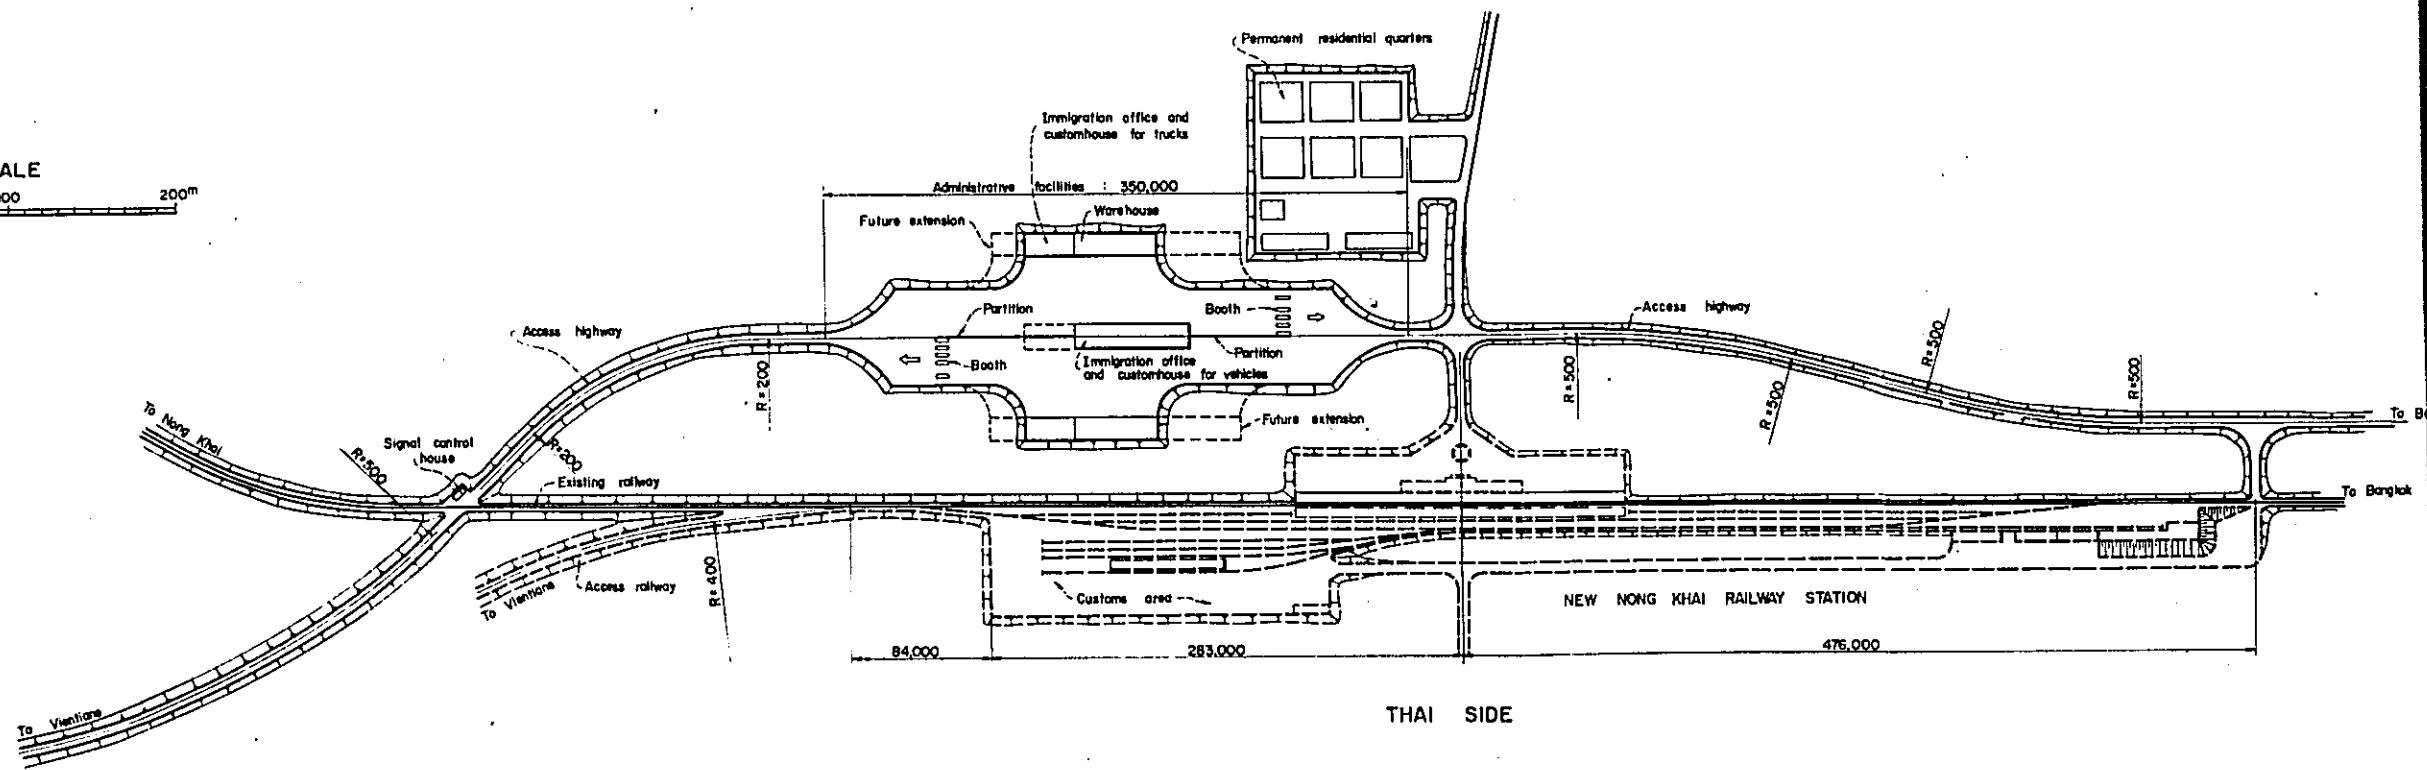 Permanent residential quarters
Immigration office and
customhouse for trucks
ALE
200m
Administrative facilities : 350,000
Warehouse
Future extension
Partition
Booth
Access highway
Access highway
Booth
Partition
Immigration office
and customhouse for vehicles
R=200
R=500
R=500
R=500
R=500
To Nong Khai
Signal control
house
R=500
R=200
Future extension
Existing railway
To Bangkok
To Vientiane
Access railway
R=400
Customs area
NEW NONG KHAI RAILWAY STATION
84,000
283,000
476,000
To Vientiane
THAI SIDE